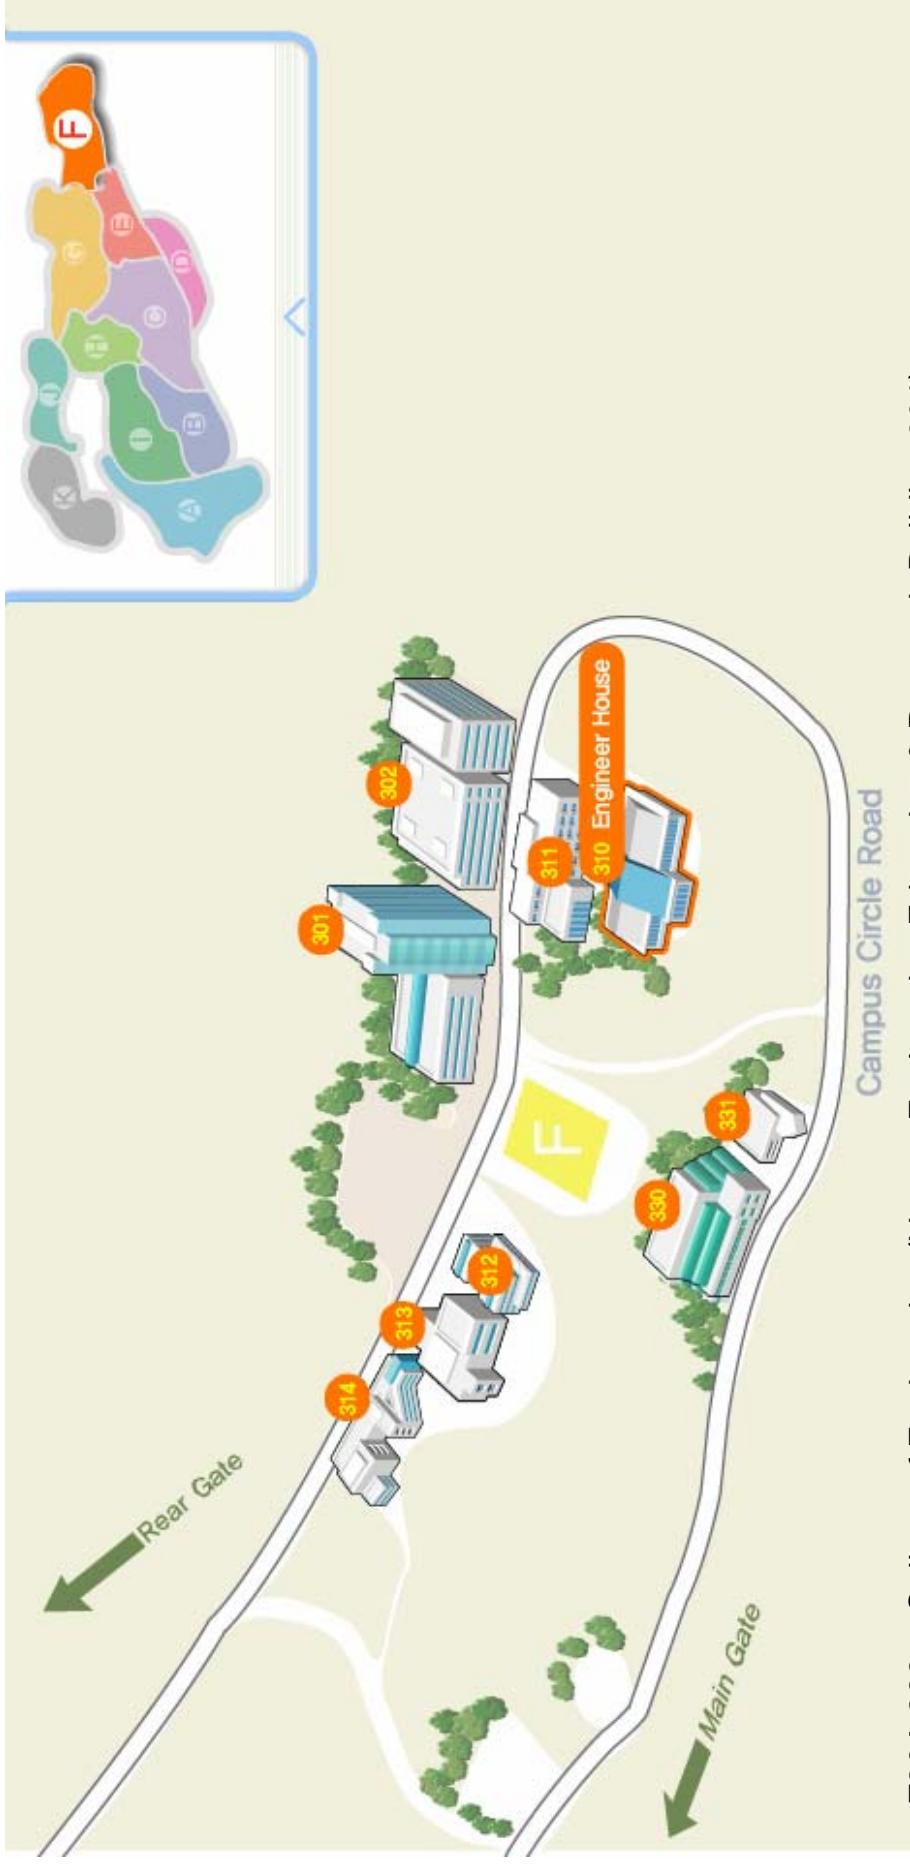 J
K
F
E
I
G
D
A
B
Rear Gate
301
314
302
313
312
311
F
310 Engineer House
330
Main Gate
331
Campus Circle Road